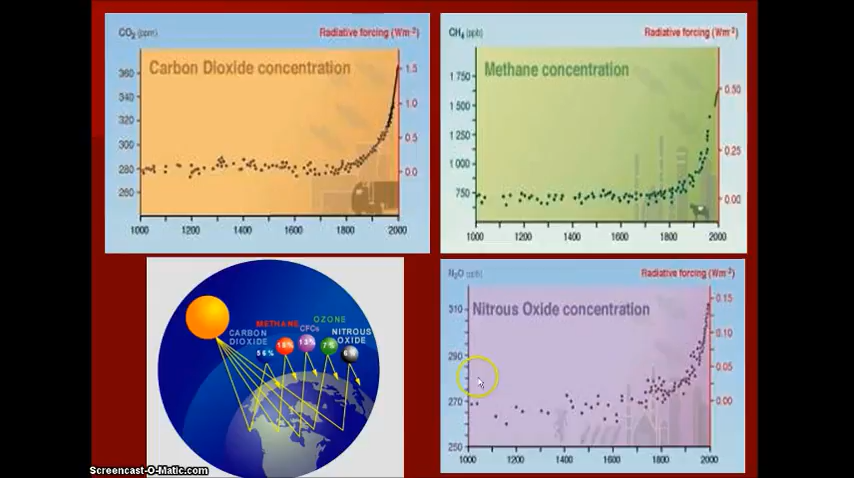 CO₂ (ppm) Radiative forcing (Wm⁻²)
Carbon Dioxide concentration
360
340
320
300
280
260
1.5
1.0
0.5
0.0
1000 1200 1400 1600 1800 2000
CH₄ (ppb) Radiative forcing (Wm⁻²)
Methane concentration
1 750
1 500
1 250
1 000
750
0.50
0.25
0.00
1000 1200 1400 1600 1800 2000
METHANE
OZONE
CFCs
CARBON
DIOXIDE
NITROUS
OXIDE
56%
18%
13%
7%
6%
N₂O (ppb) Radiative forcing (Wm⁻²)
Nitrous Oxide concentration
310
290
270
250
0.15
0.10
0.05
0.00
1000 1200 1400 1600 1800 2000
Screencast-O-Matic.com